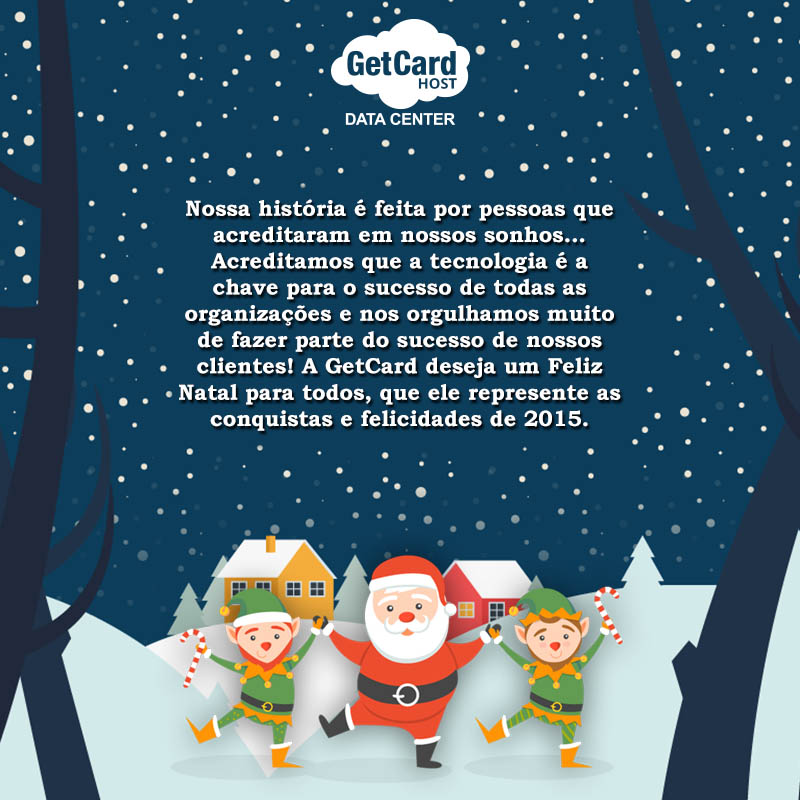 GetCard
HOST
DATA CENTER
Nossa história é feita por pessoas que
acreditaram em nossos sonhos...
Acreditamos que a tecnologia é a
chave para o sucesso de todas as
organizações e nos orgulhamos muito
de fazer parte do sucesso de nossos
clientes! A GetCard deseja um Feliz
Natal para todos, que ele represente as
conquistas e felicidades de 2015.